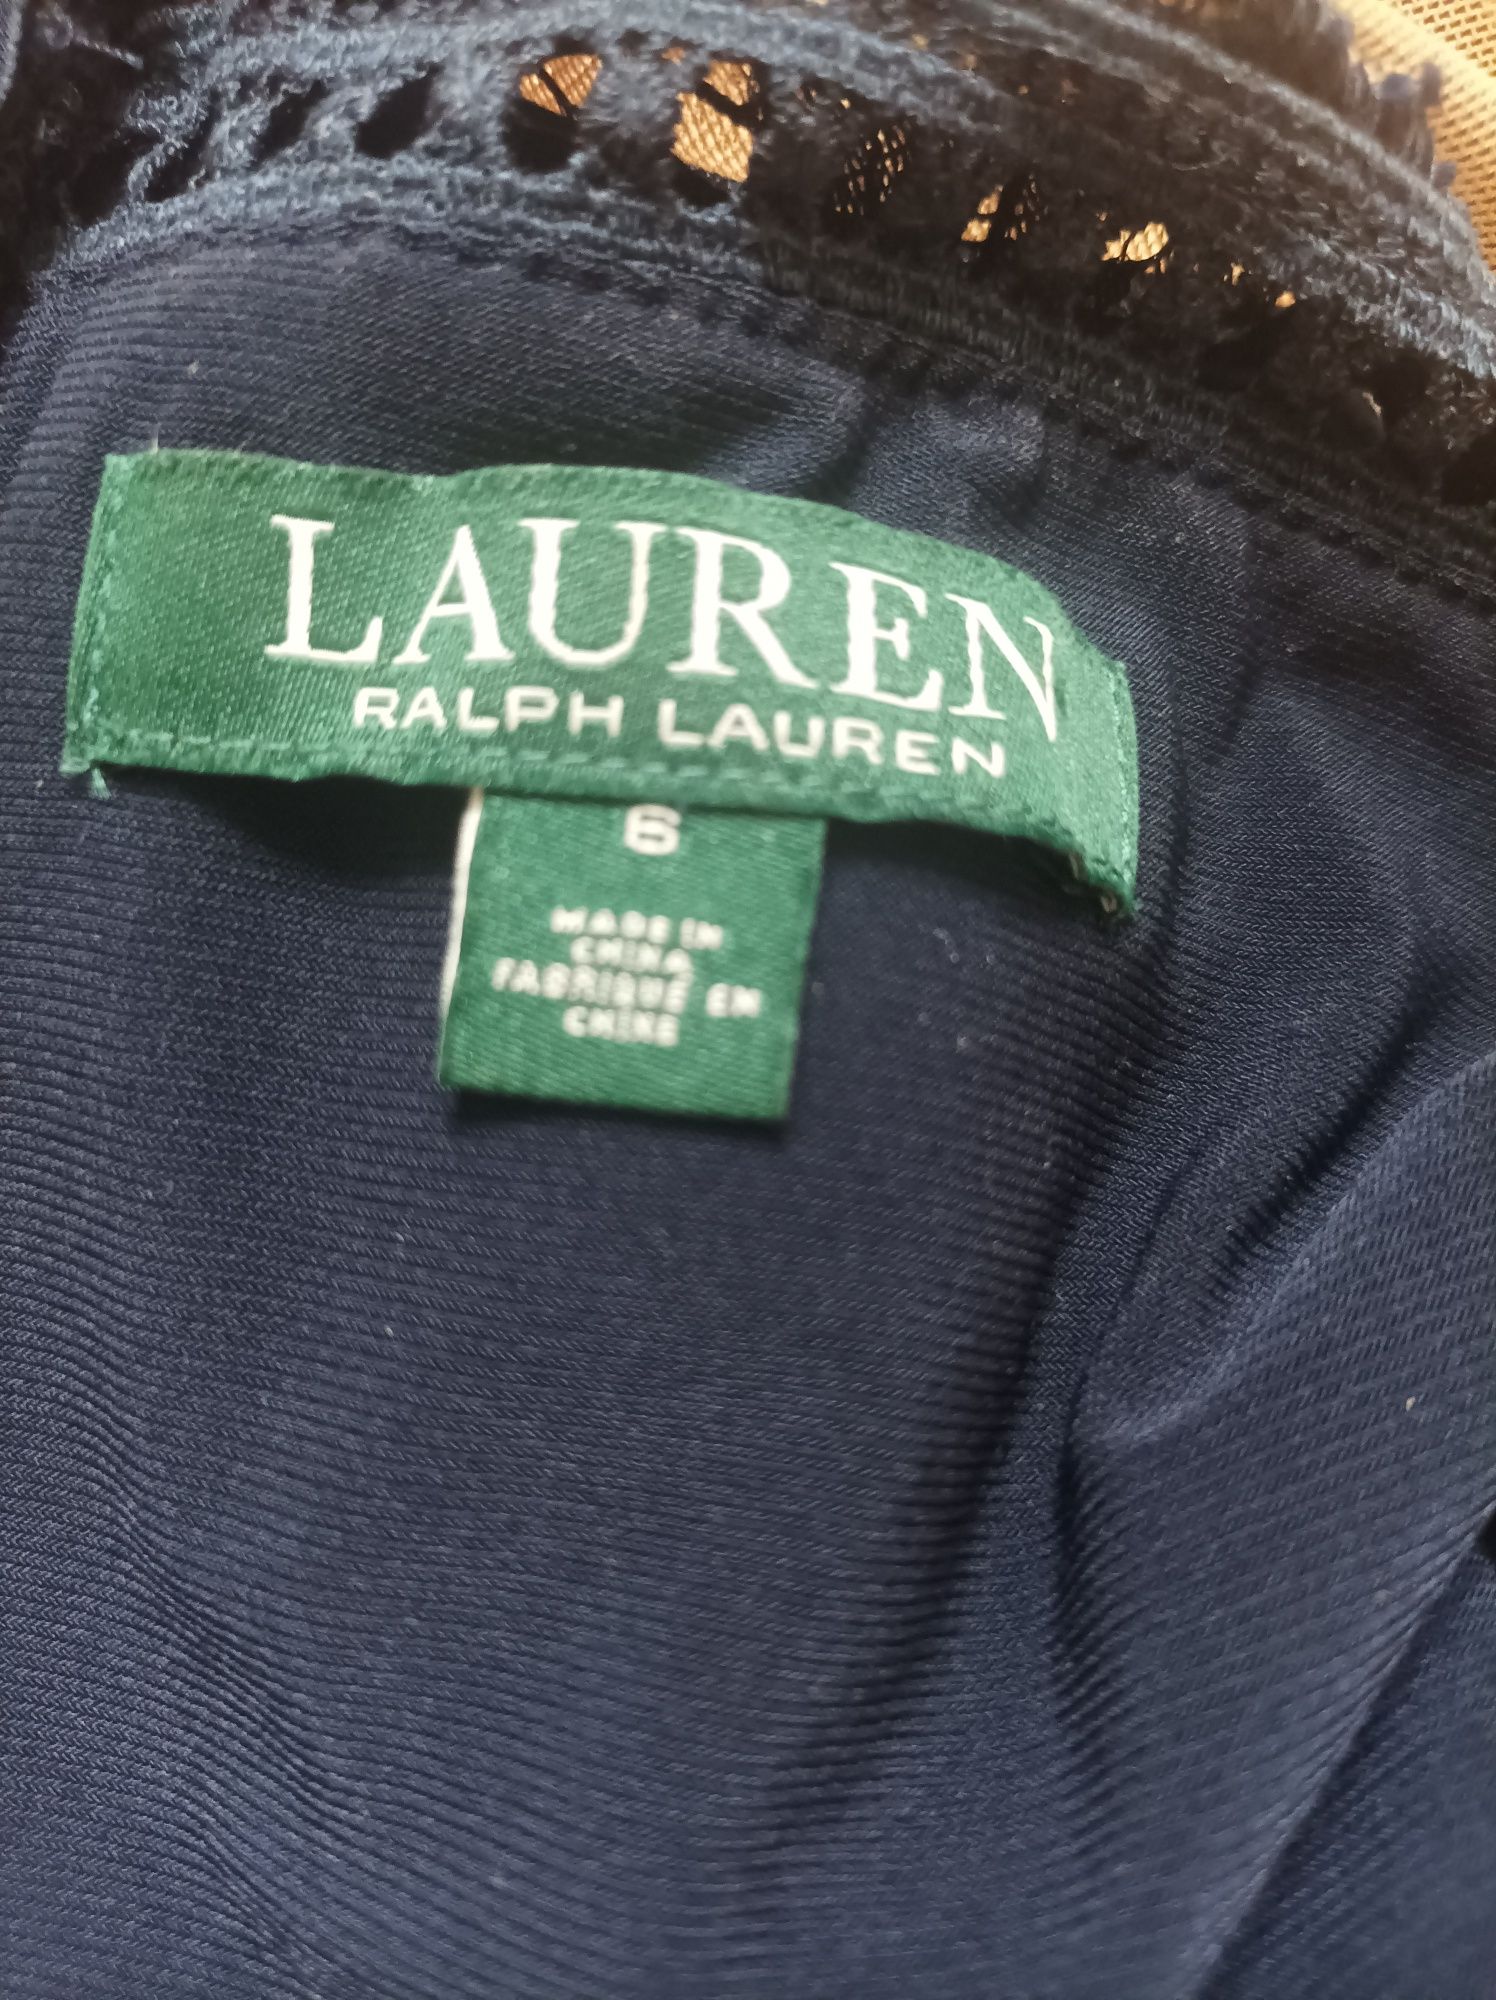 LAUREN
RALPH LAUREN
6
MADE IN
CHINA
FABRIQUÉ EN
CHINE